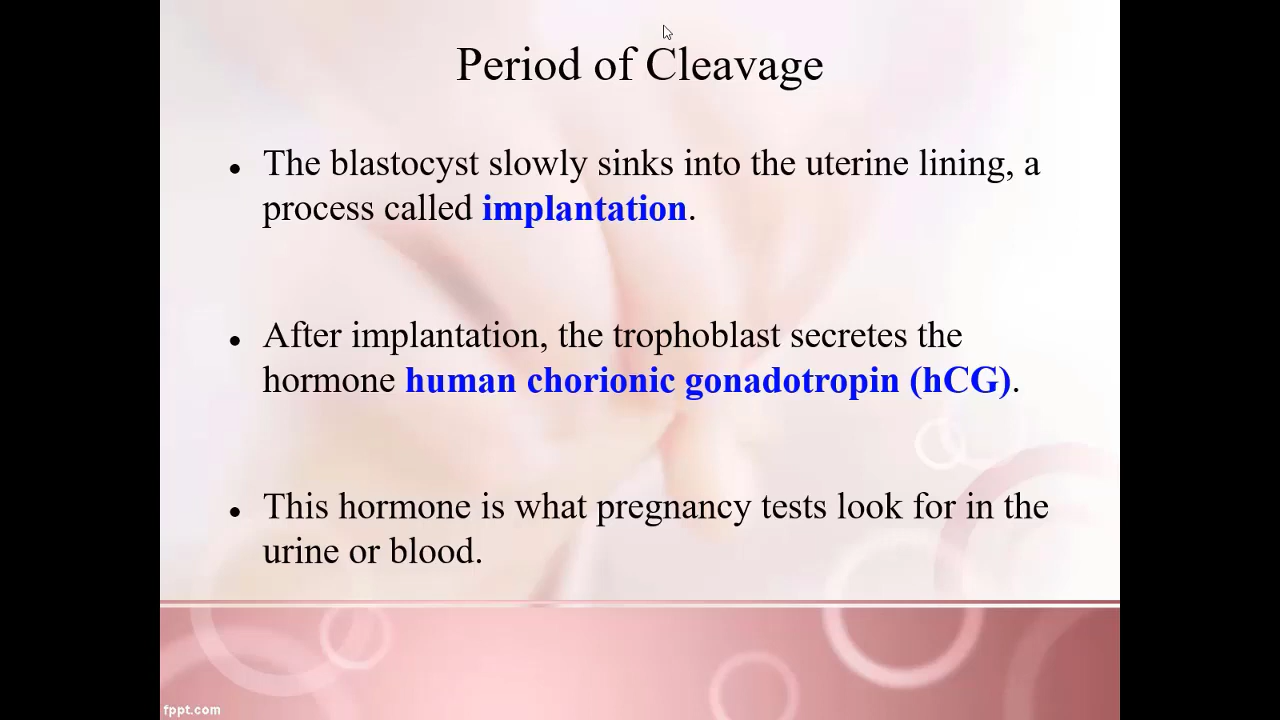 Period of Cleavage
• The blastocyst slowly sinks into the uterine lining, a
process called implantation.
• After implantation, the trophoblast secretes the
hormone human chorionic gonadotropin (hCG).
• This hormone is what pregnancy tests look for in the
urine or blood.
fppt.com